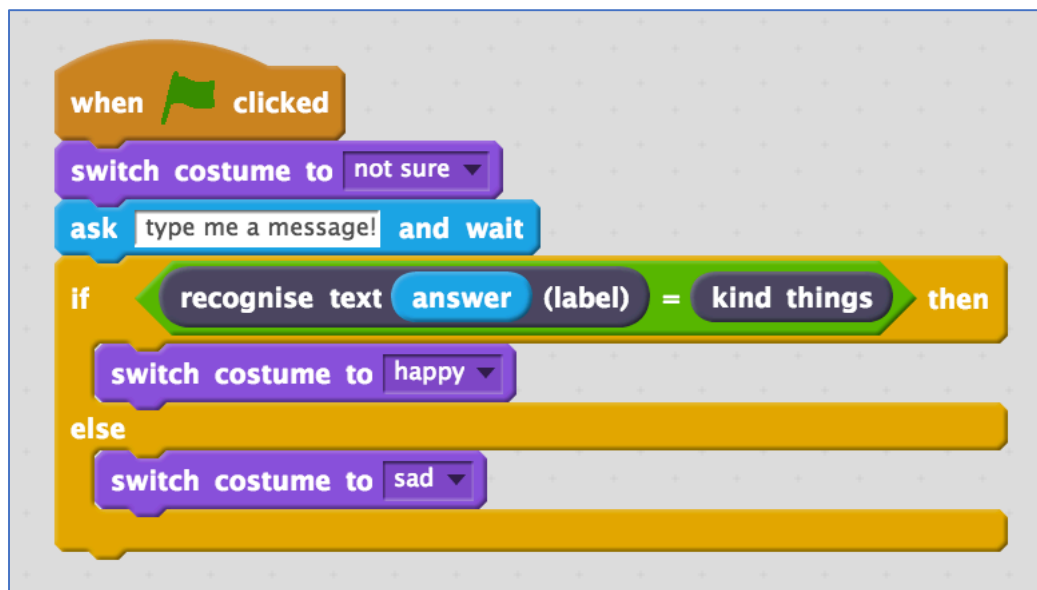 when clicked
switch costume to not sure
ask type me a message! and wait
if recognise text answer (label) = kind things then
switch costume to happy
else
switch costume to sad